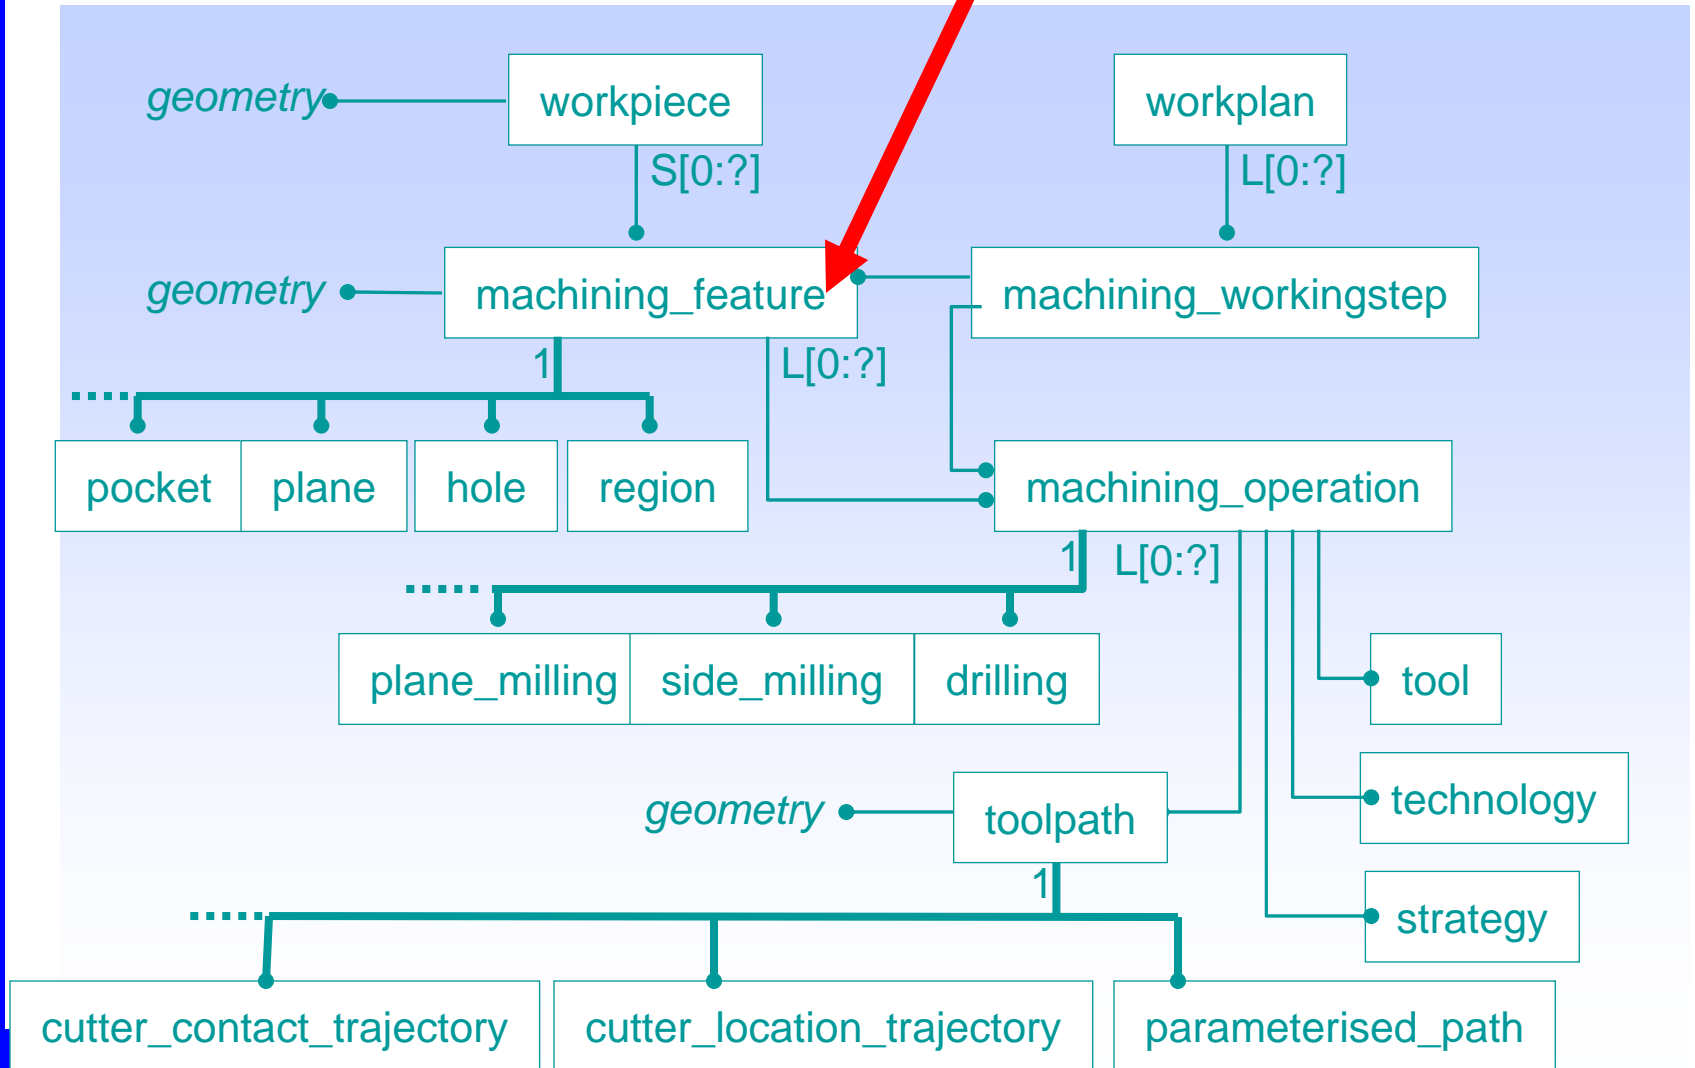 geometry
workpiece
workplan
S[0:?]
L[0:?]
geometry
machining_feature
machining_workingstep
1
L[0:?]
pocket
plane
hole
region
machining_operation
1
L[0:?]
plane_milling
side_milling
drilling
tool
geometry
toolpath
technology
1
strategy
cutter_contact_trajectory
cutter_location_trajectory
parameterised_path